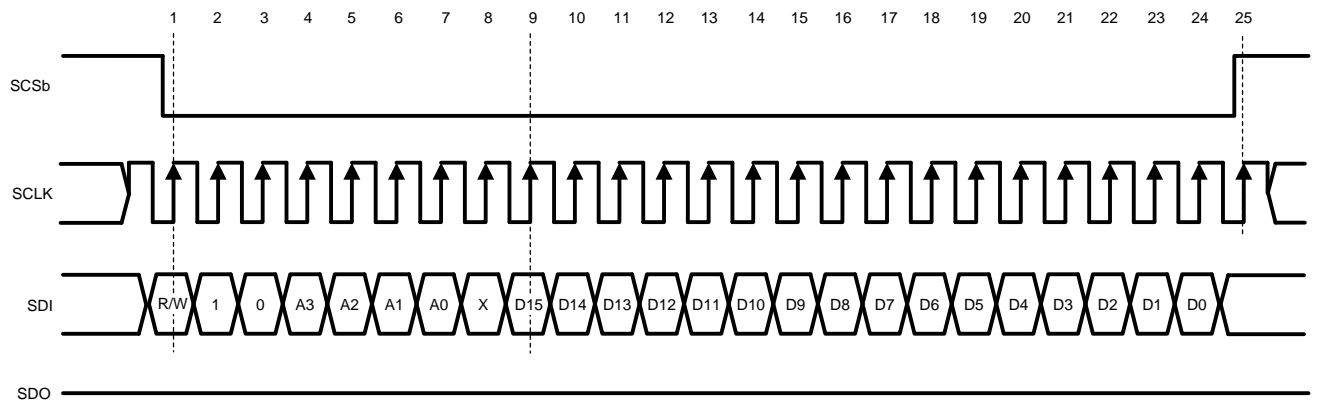 1 2 3 4 5 6 7 8 9 10 11 12 13 14 15 16 17 18 19 20 21 22 23 24 25
SCSb
SCLK
SDI R/W 1 0 A3 A2 A1 A0 X D15 D14 D13 D12 D11 D10 D9 D8 D7 D6 D5 D4 D3 D2 D1 D0
SDO